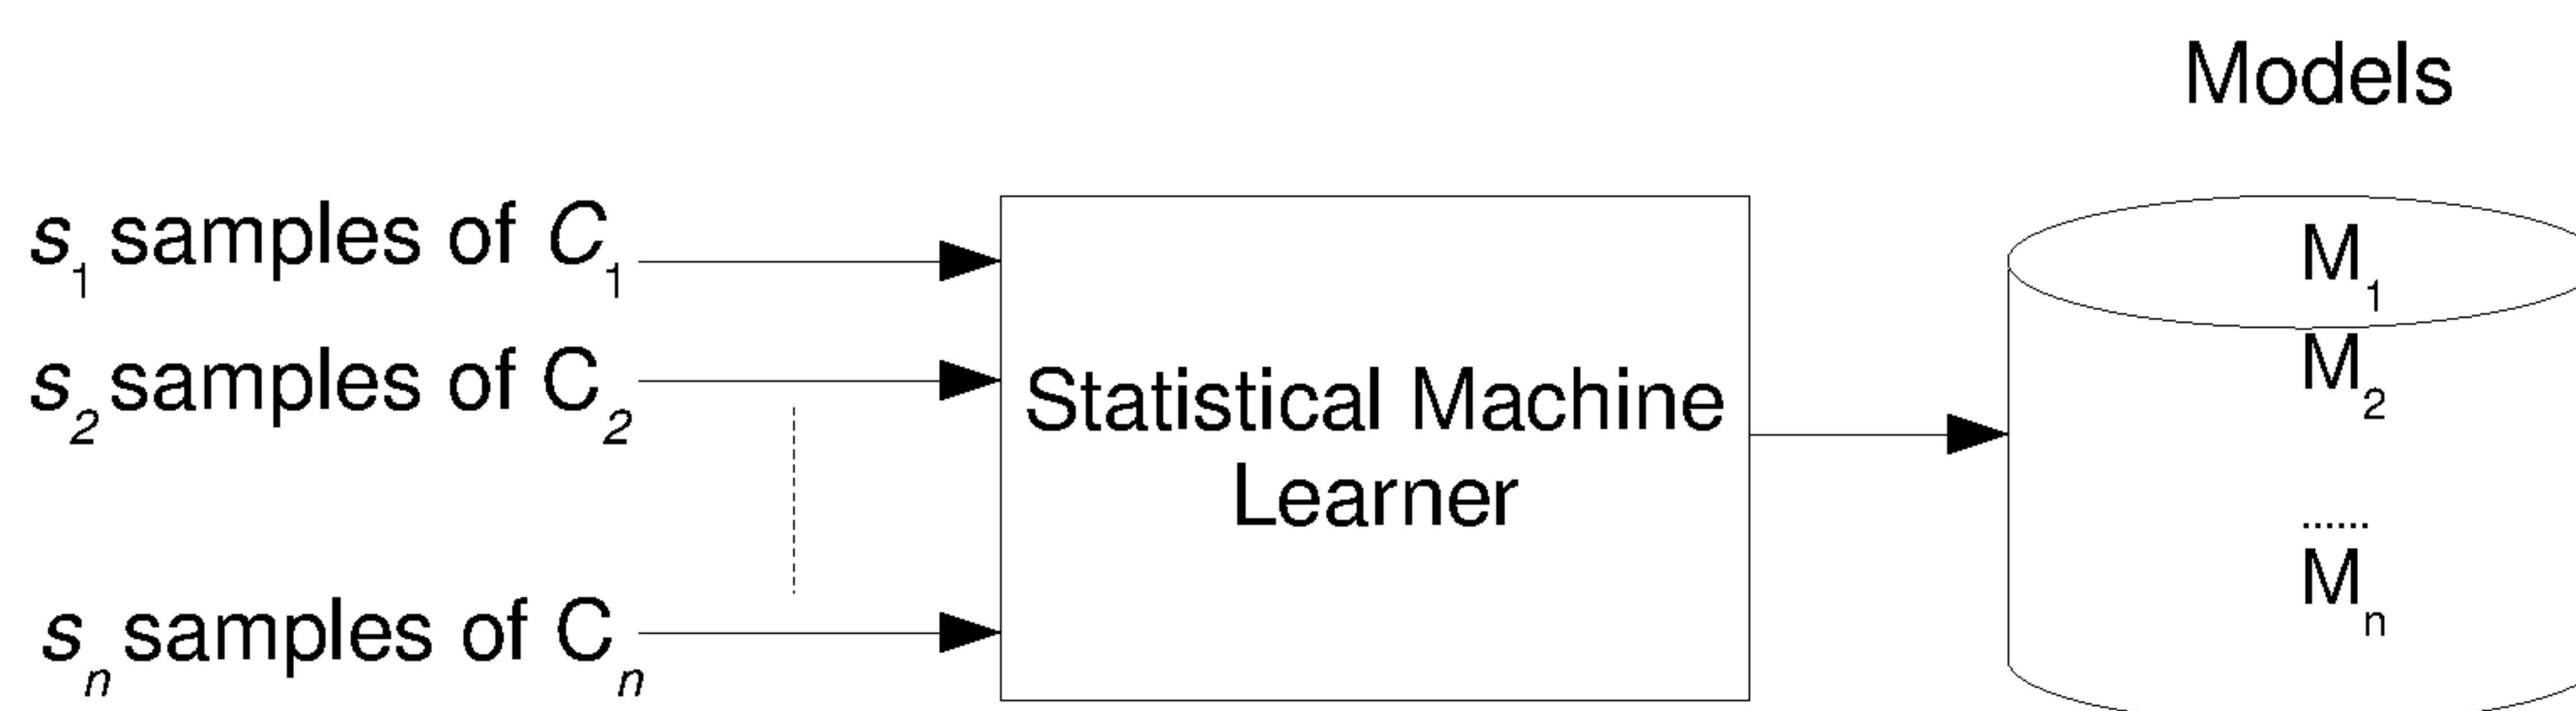 Models
s1 samples of C1
s2 samples of C2
sn samples of Cn
Statistical Machine
Learner
M1
M2
......
Mn